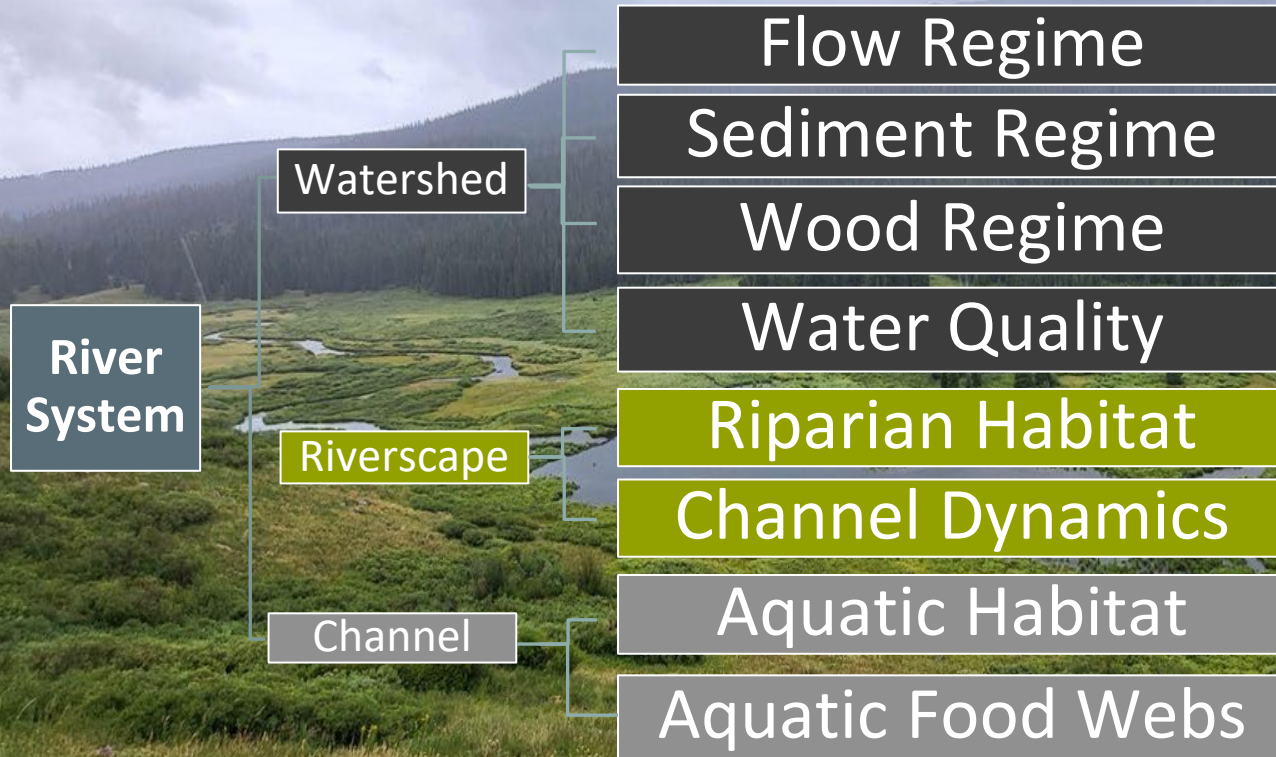 River
System
Watershed
Flow Regime
Sediment Regime
Wood Regime
Water Quality
Riverscape
Riparian Habitat
Channel Dynamics
Channel
Aquatic Habitat
Aquatic Food Webs